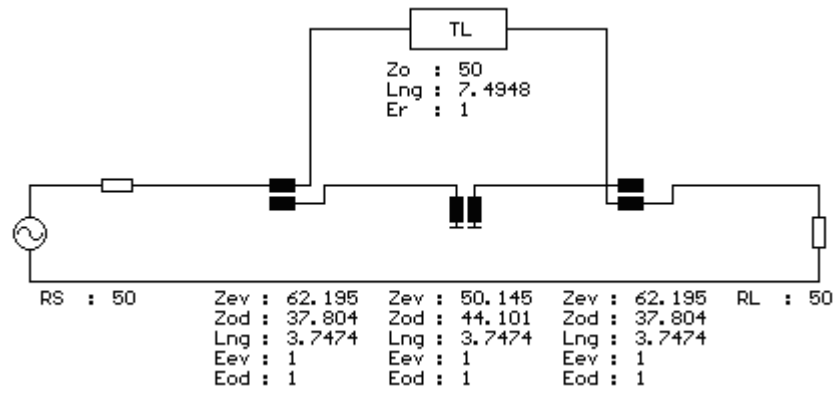 TL
Zo : 50
Lng : 7.4948
Er : 1
RS : 50 Zev : 62.195 Zev : 50.145 Zev : 62.195 RL : 50
Zod : 37.804 Zod : 44.101 Zod : 37.804
Lng : 3.7474 Lng : 3.7474 Lng : 3.7474
Eev : 1 Eev : 1 Eev : 1
Eod : 1 Eod : 1 Eod : 1